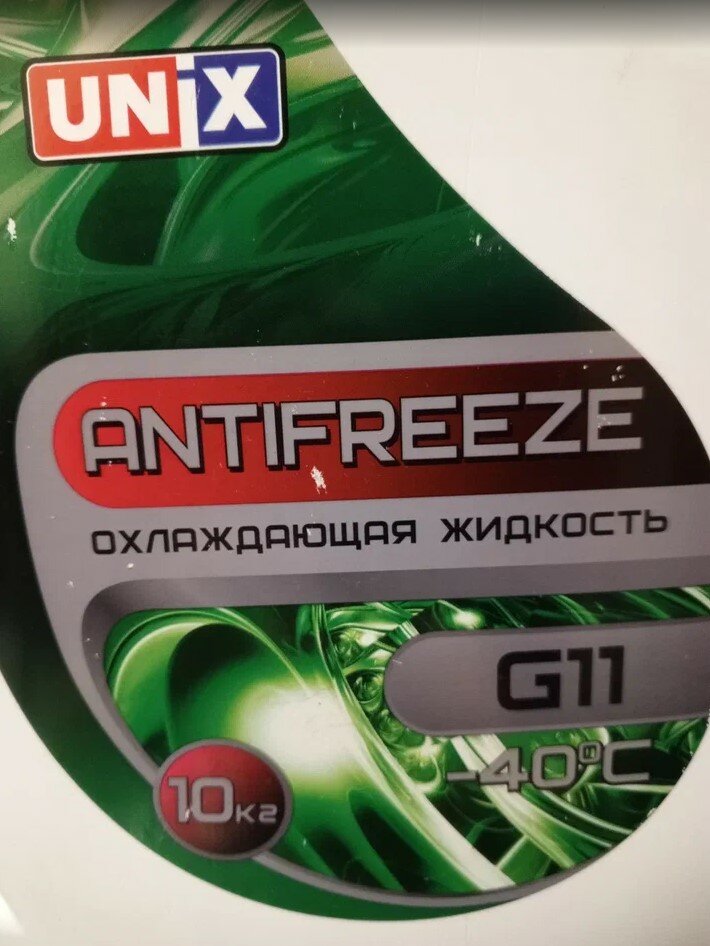 UNiX
ANTIFREEZE
ОХЛАЖДАЮЩАЯ ЖИДКОСТЬ
G11
-40°C
10кг